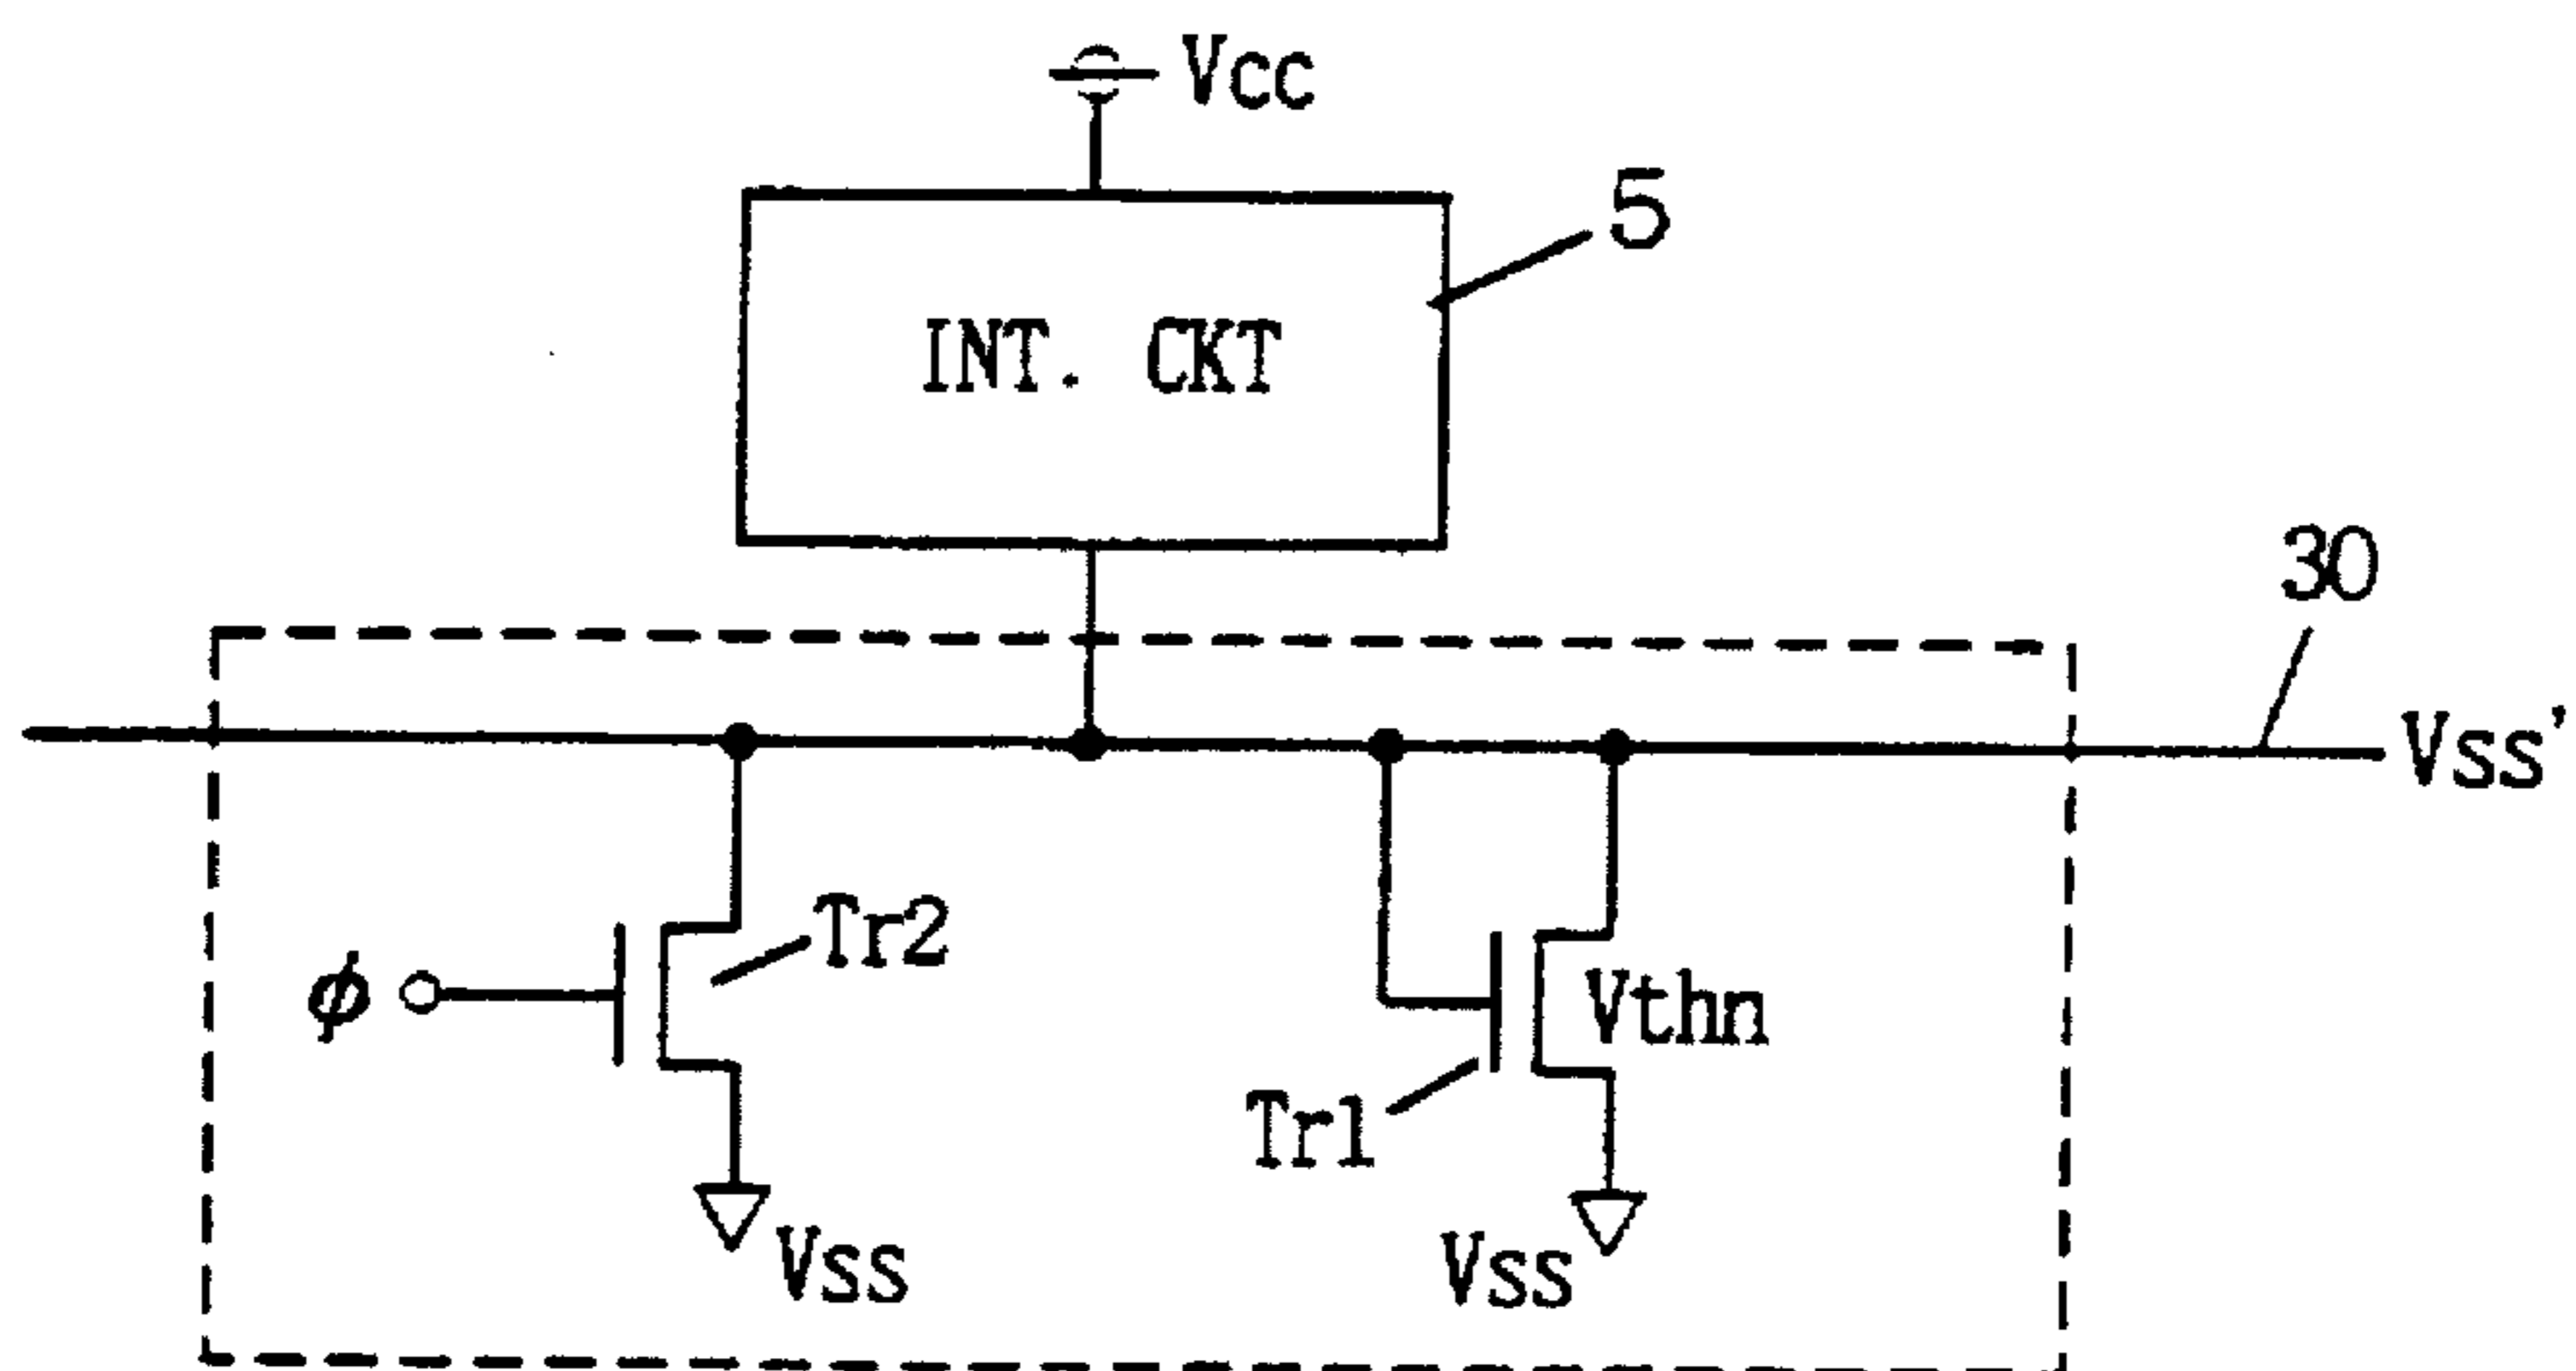 Vcc
5
INT. CKT
30
Vss'
Tr2
φ
Vthn
Tr1
Vss
Vss